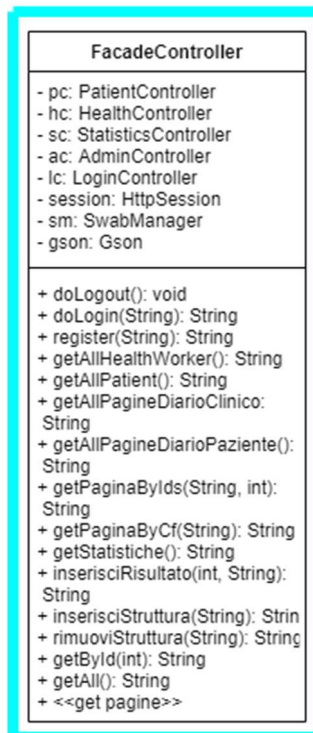 FacadeController
- pc: PatientController
- hc: HealthController
- sc: StatisticsController
- ac: AdminController
- lc: LoginController
- session: HttpSession
- sm: SwabManager
- gson: Gson
+ doLogout(): void
+ doLogin(String): String
+ register(String): String
+ getAllHealthWorker(): String
+ getAllPatient(): String
+ getAllPagineDiarioClinico:
String
+ getAllPagineDiarioPaziente():
String
+ getPaginaByIds(String, int):
String
+ getPaginaByCf(String): String
+ getStatistiche(): String
+ inserisciRisultato(int, String):
String
+ inserisciStruttura(String): Strin
+ rimuoviStruttura(String): String
+ getById(int): String
+ getAll(): String
+ <<get pagine>>